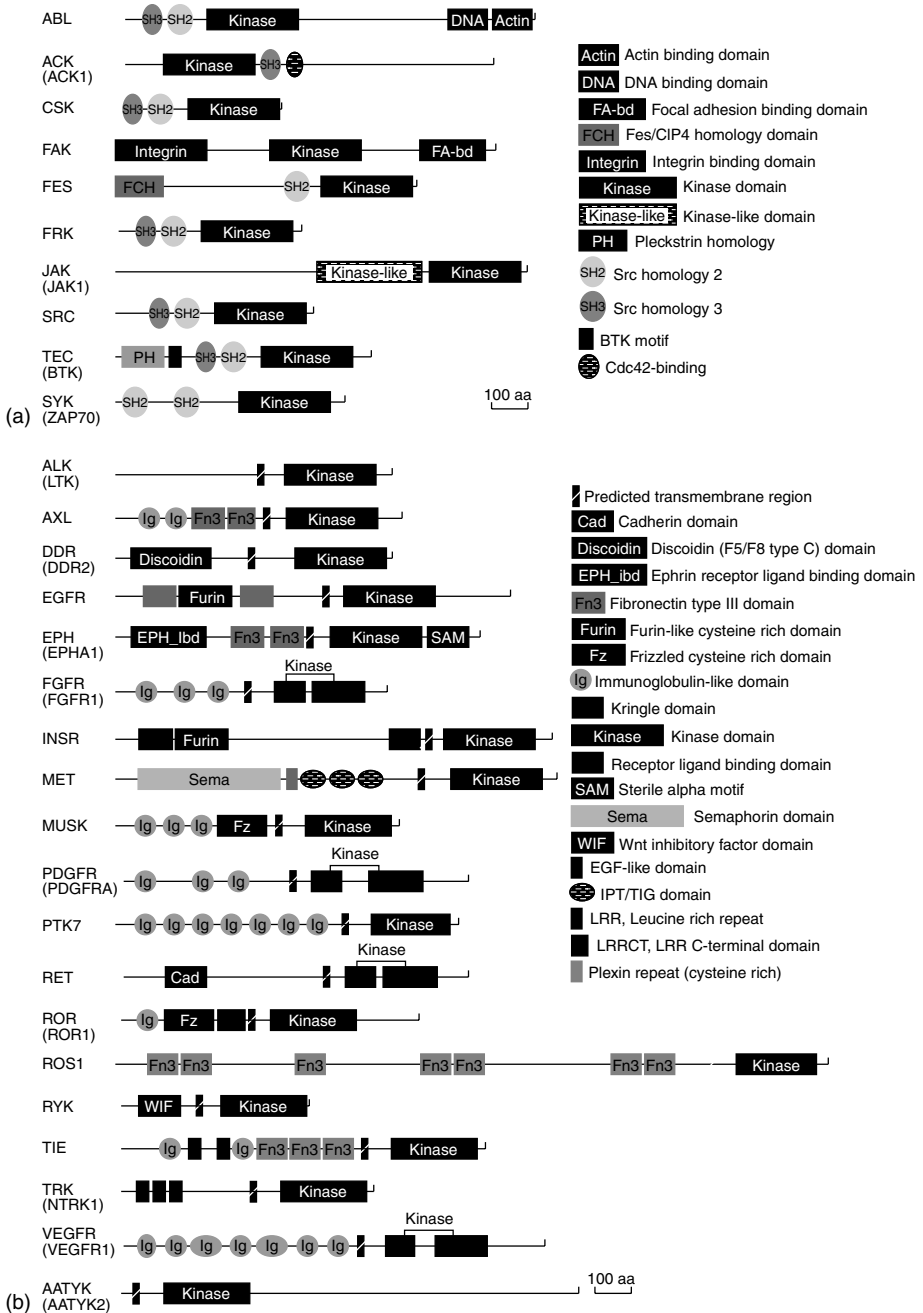 ABL SH3 SH2 Kinase DNA Actin
ACK Kinase SH3
(ACK1)
CSK SH3 SH2 Kinase
FAK Integrin Kinase FA-bd
FES FCH SH2 Kinase
FRK SH3 SH2 Kinase
JAK Kinase-like Kinase
(JAK1)
SRC SH3 SH2 Kinase
TEC PH SH3 SH2 Kinase
(BTK)
SYK SH2 SH2 Kinase
(ZAP70)
100 aa
(a)
Actin Actin binding domain
DNA DNA binding domain
FA-bd Focal adhesion binding domain
FCH Fes/CIP4 homology domain
Integrin Integrin binding domain
Kinase Kinase domain
Kinase-like Kinase-like domain
PH Pleckstrin homology
SH2 Src homology 2
SH3 Src homology 3
BTK motif
Cdc42-binding
ALK Kinase
(LTK)
AXL Ig Ig Fn3 Fn3 Kinase
DDR Discoidin Kinase
(DDR2)
EGFR Furin Kinase
EPH EPH_Ibd Fn3 Fn3 Kinase SAM
(EPHA1)
Kinase
FGFR Ig Ig Ig
(FGFR1)
INSR Furin Kinase
MET Sema Kinase
MUSK Ig Ig Ig Fz Kinase
Kinase
PDGFR Ig Ig Ig
(PDGFRA)
PTK7 Ig Ig Ig Ig Ig Ig Ig Kinase
Kinase
RET Cad
ROR Ig Fz Kinase
(ROR1)
ROS1 Fn3 Fn3 Fn3 Fn3 Fn3 Fn3 Fn3 Kinase
RYK WIF Kinase
TIE Ig Ig Fn3 Fn3 Fn3 Kinase
TRK Kinase
(NTRK1)
Kinase
VEGFR Ig Ig Ig Ig Ig Ig Ig
(VEGFR1)
AATYK Kinase
(AATYK2)
100 aa
(b)
Predicted transmembrane region
Cad Cadherin domain
Discoidin Discoidin (F5/F8 type C) domain
EPH_ibd Ephrin receptor ligand binding domain
Fn3 Fibronectin type III domain
Furin Furin-like cysteine rich domain
Fz Frizzled cysteine rich domain
Ig Immunoglobulin-like domain
Kringle domain
Kinase Kinase domain
Receptor ligand binding domain
SAM Sterile alpha motif
Sema Semaphorin domain
WIF Wnt inhibitory factor domain
EGF-like domain
IPT/TIG domain
LRR, Leucine rich repeat
LRRCT, LRR C-terminal domain
Plexin repeat (cysteine rich)